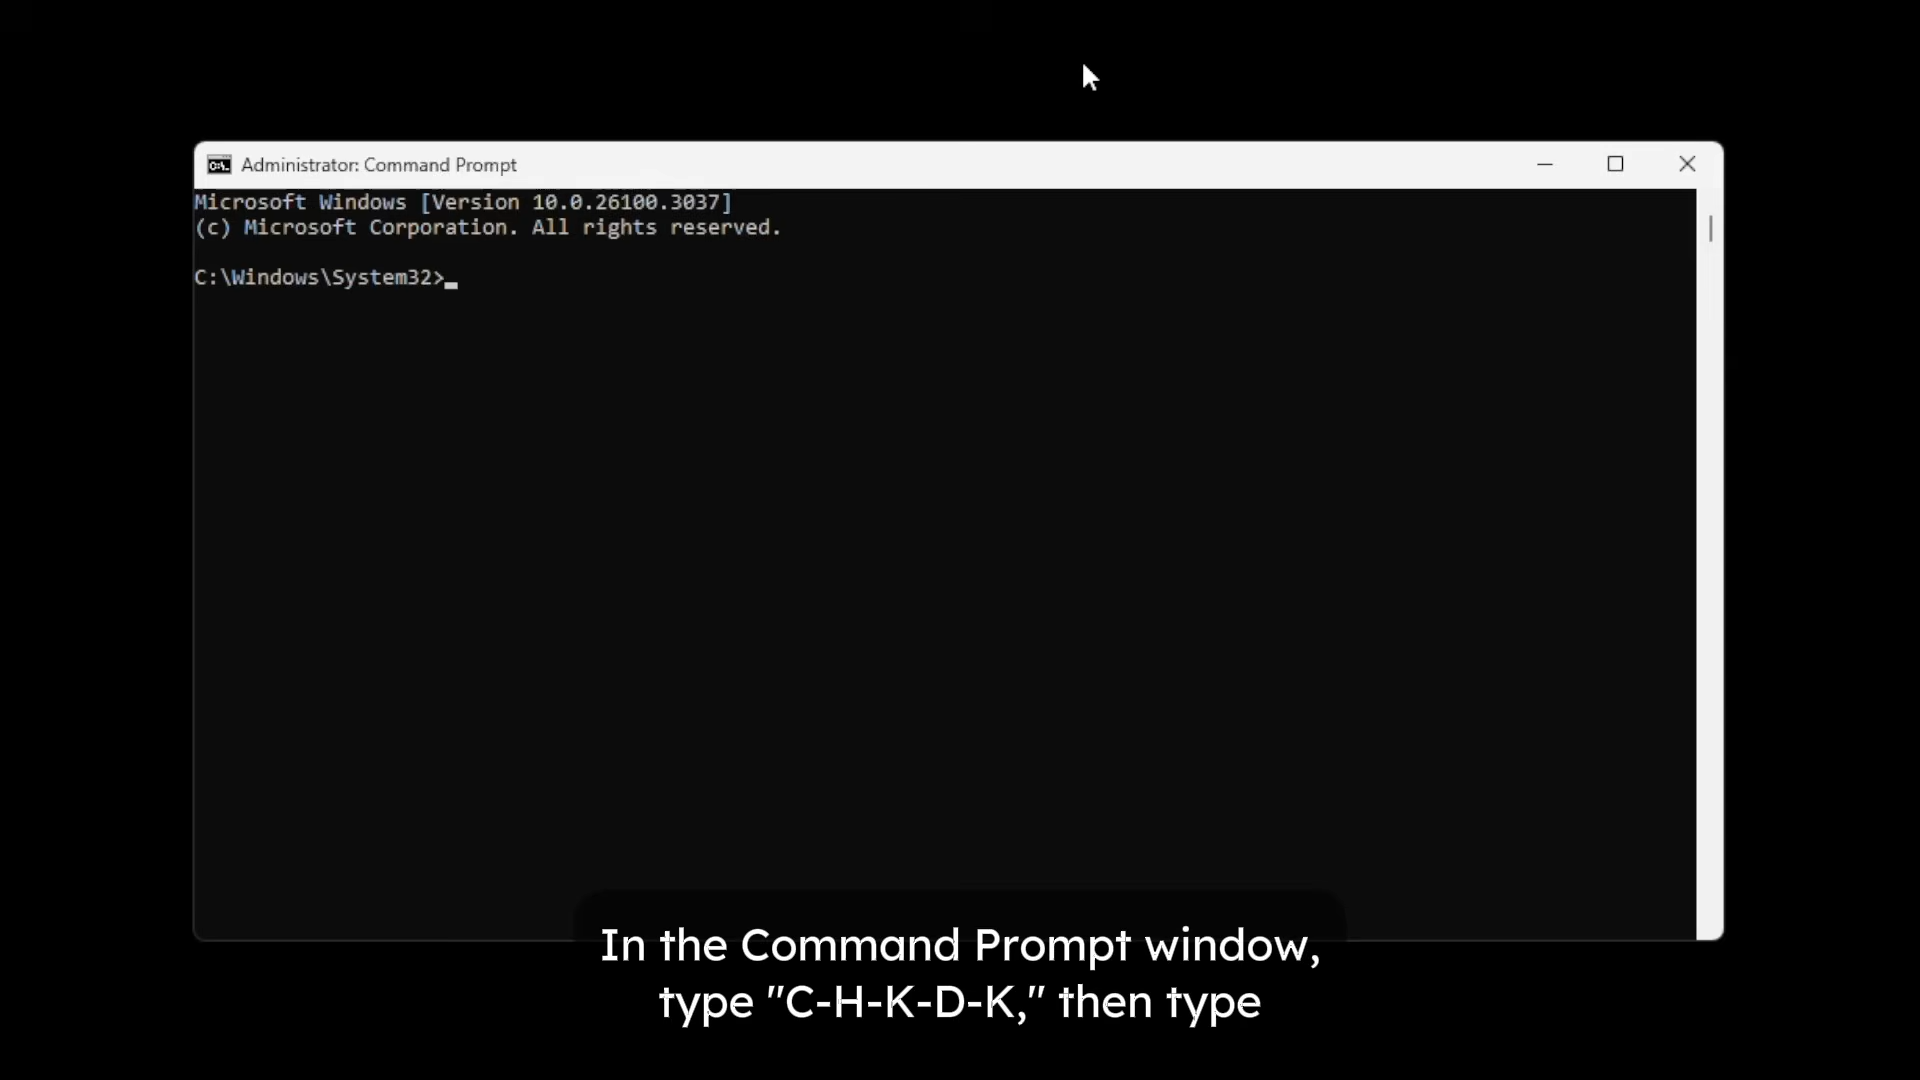 Administrator: Command Prompt
Microsoft Windows [Version 10.0.26100.3037]
(c) Microsoft Corporation. All rights reserved.
C:\Windows\System32>
In the Command Prompt window,
type "C-H-K-D-K," then type